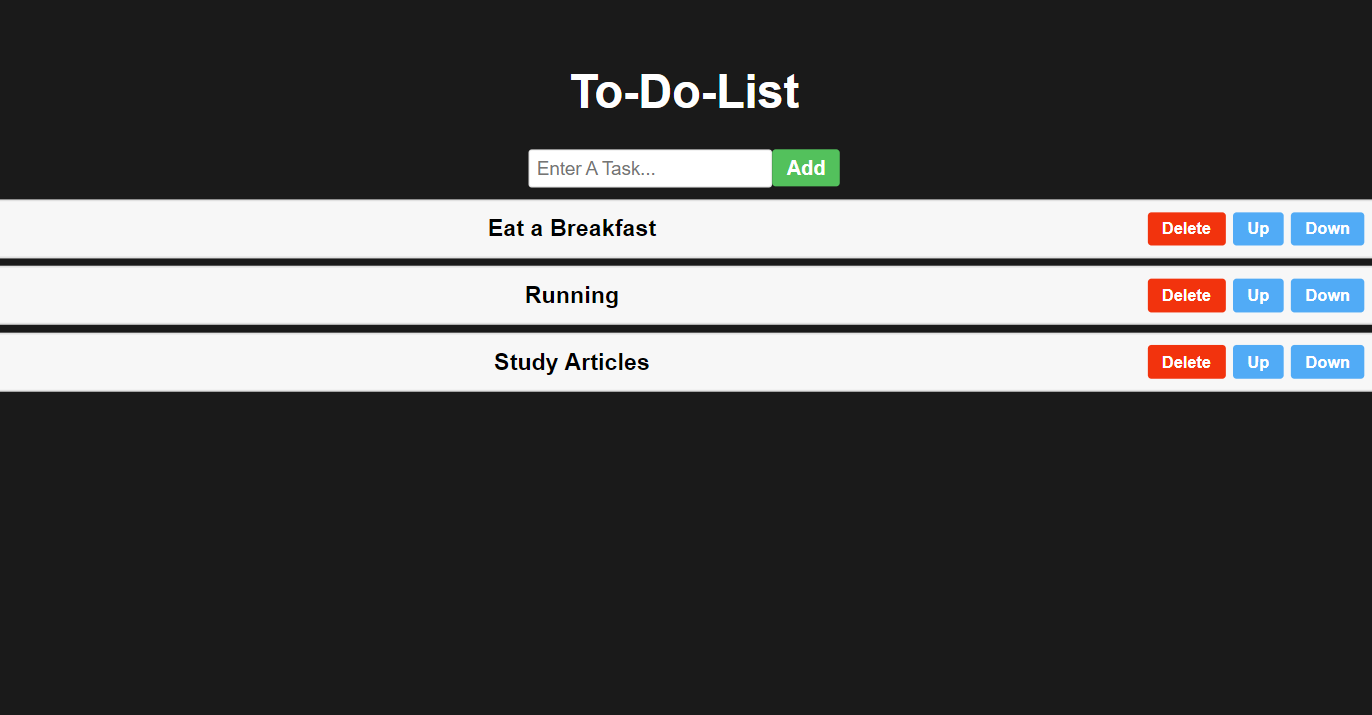 To-Do-List
Enter A Task... Add
Eat a Breakfast Delete Up Down
Running Delete Up Down
Study Articles Delete Up Down